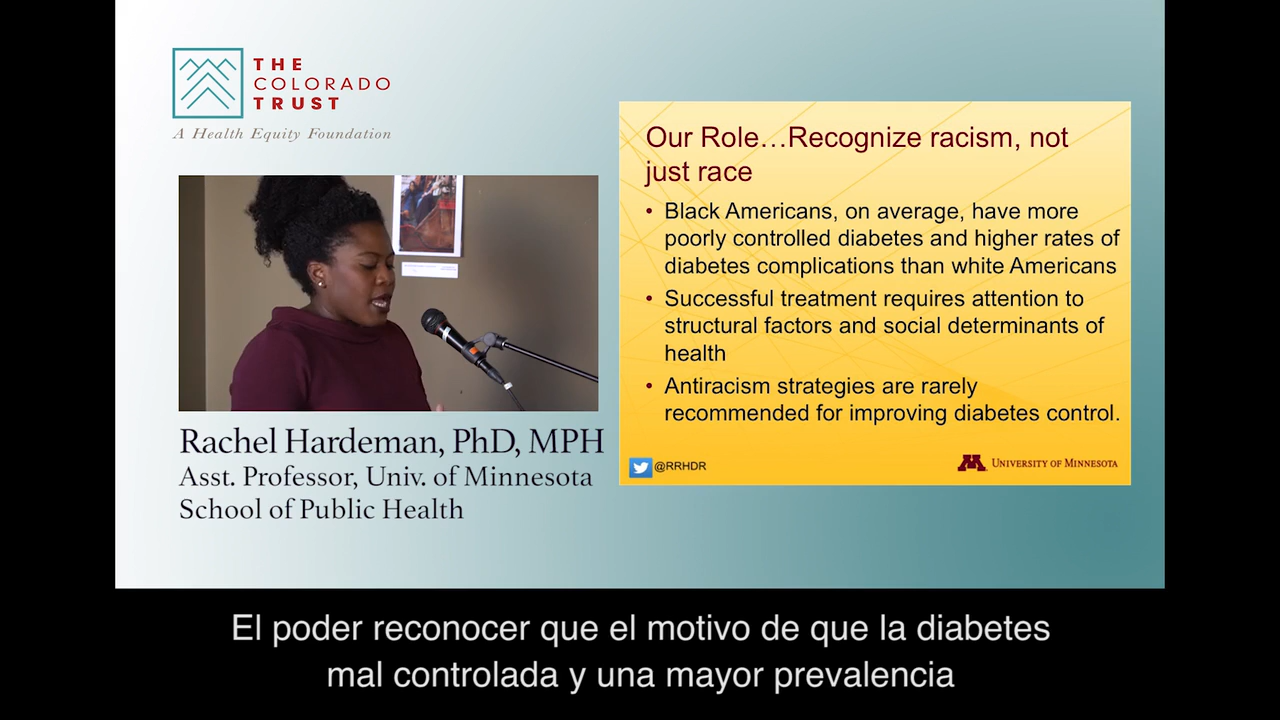 THE
COLORADO
TRUST
A Health Equity Foundation
Our Role…Recognize racism, not
just race
• Black Americans, on average, have more
poorly controlled diabetes and higher rates of
diabetes complications than white Americans
• Successful treatment requires attention to
structural factors and social determinants of
health
• Antiracism strategies are rarely
recommended for improving diabetes control.
@RRHDR
M UNIVERSITY OF MINNESOTA
Rachel Hardeman, PhD, MPH
Asst. Professor, Univ. of Minnesota
School of Public Health
El poder reconocer que el motivo de que la diabetes
mal controlada y una mayor prevalencia